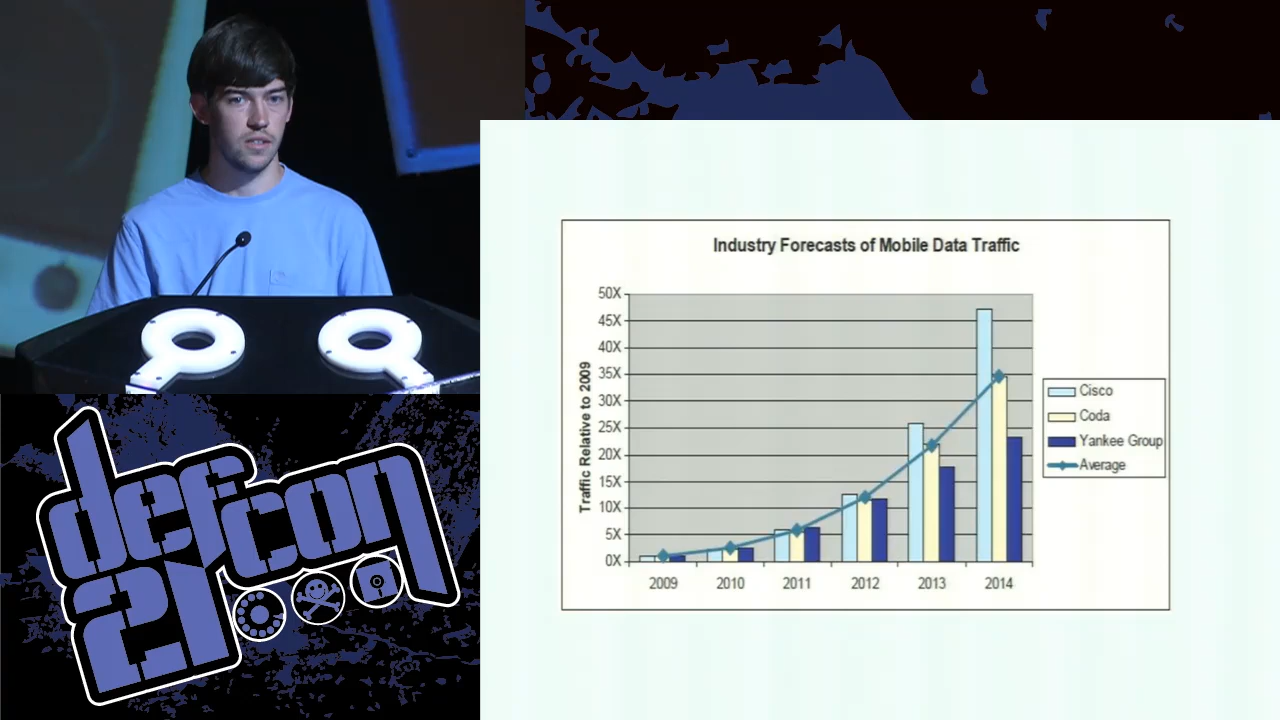 Industry Forecasts of Mobile Data Traffic
Traffic Relative to 2009
50X
45X
40X
35X
30X
25X
20X
15X
10X
5X
0X
2009 2010 2011 2012 2013 2014
Cisco
Coda
Yankee Group
Average
defcon
21